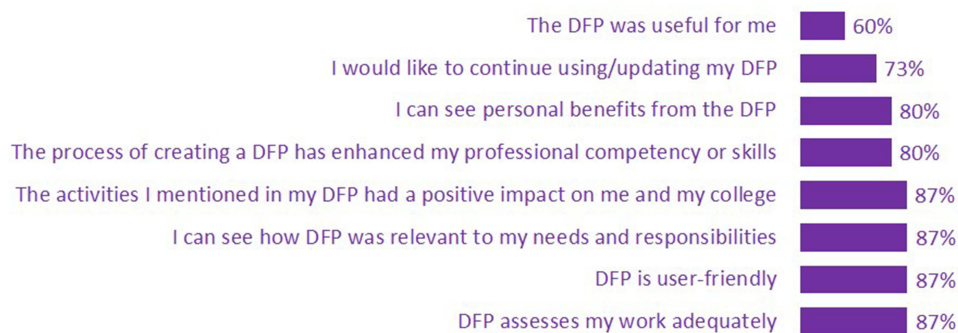 The DFP was useful for me 60%
I would like to continue using/updating my DFP 73%
I can see personal benefits from the DFP 80%
The process of creating a DFP has enhanced my professional competency or skills 80%
The activities I mentioned in my DFP had a positive impact on me and my college 87%
I can see how DFP was relevant to my needs and responsibilities 87%
DFP is user-friendly 87%
DFP assesses my work adequately 87%